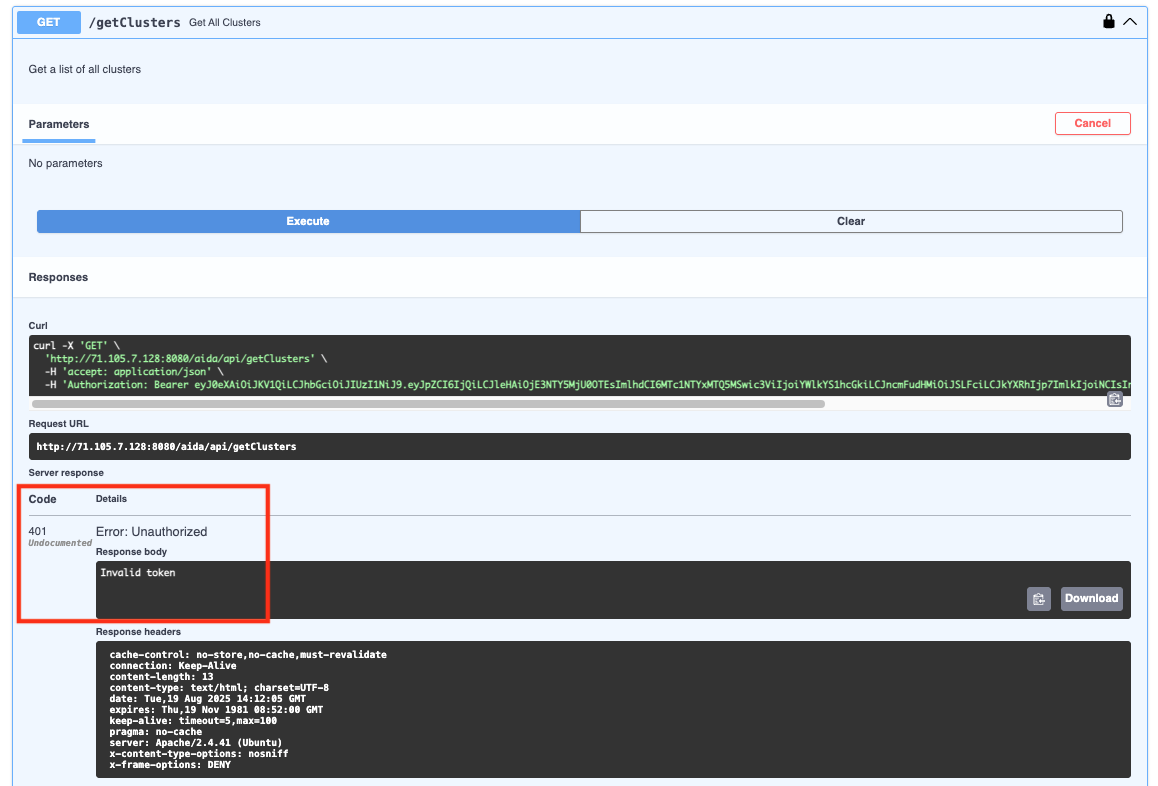 GET /getClusters Get All Clusters
Get a list of all clusters
Parameters
Cancel
No parameters
Execute
Clear
Responses
Curl
curl -X 'GET' \
'http://71.105.7.128:8080/aida/api/getClusters' \
-H 'accept: application/json' \
-H 'Authorization: Bearer
Request URL
http://71.105.7.128:8080/aida/api/getClusters
Server response
Code Details
401 Error: Unauthorized
Undocumented
Response body
Invalid token
Download
Response headers
cache-control: no-store,no-cache,must-revalidate
connection: Keep-Alive
content-length: 13
content-type: text/html; charset=UTF-8
date: Tue,19 Aug 2025 14:12:05 GMT
expires: Thu,19 Nov 1981 08:52:00 GMT
keep-alive: timeout=5,max=100
pragma: no-cache
server: Apache/2.4.41 (Ubuntu)
x-content-type-options: nosniff
x-frame-options: DENY